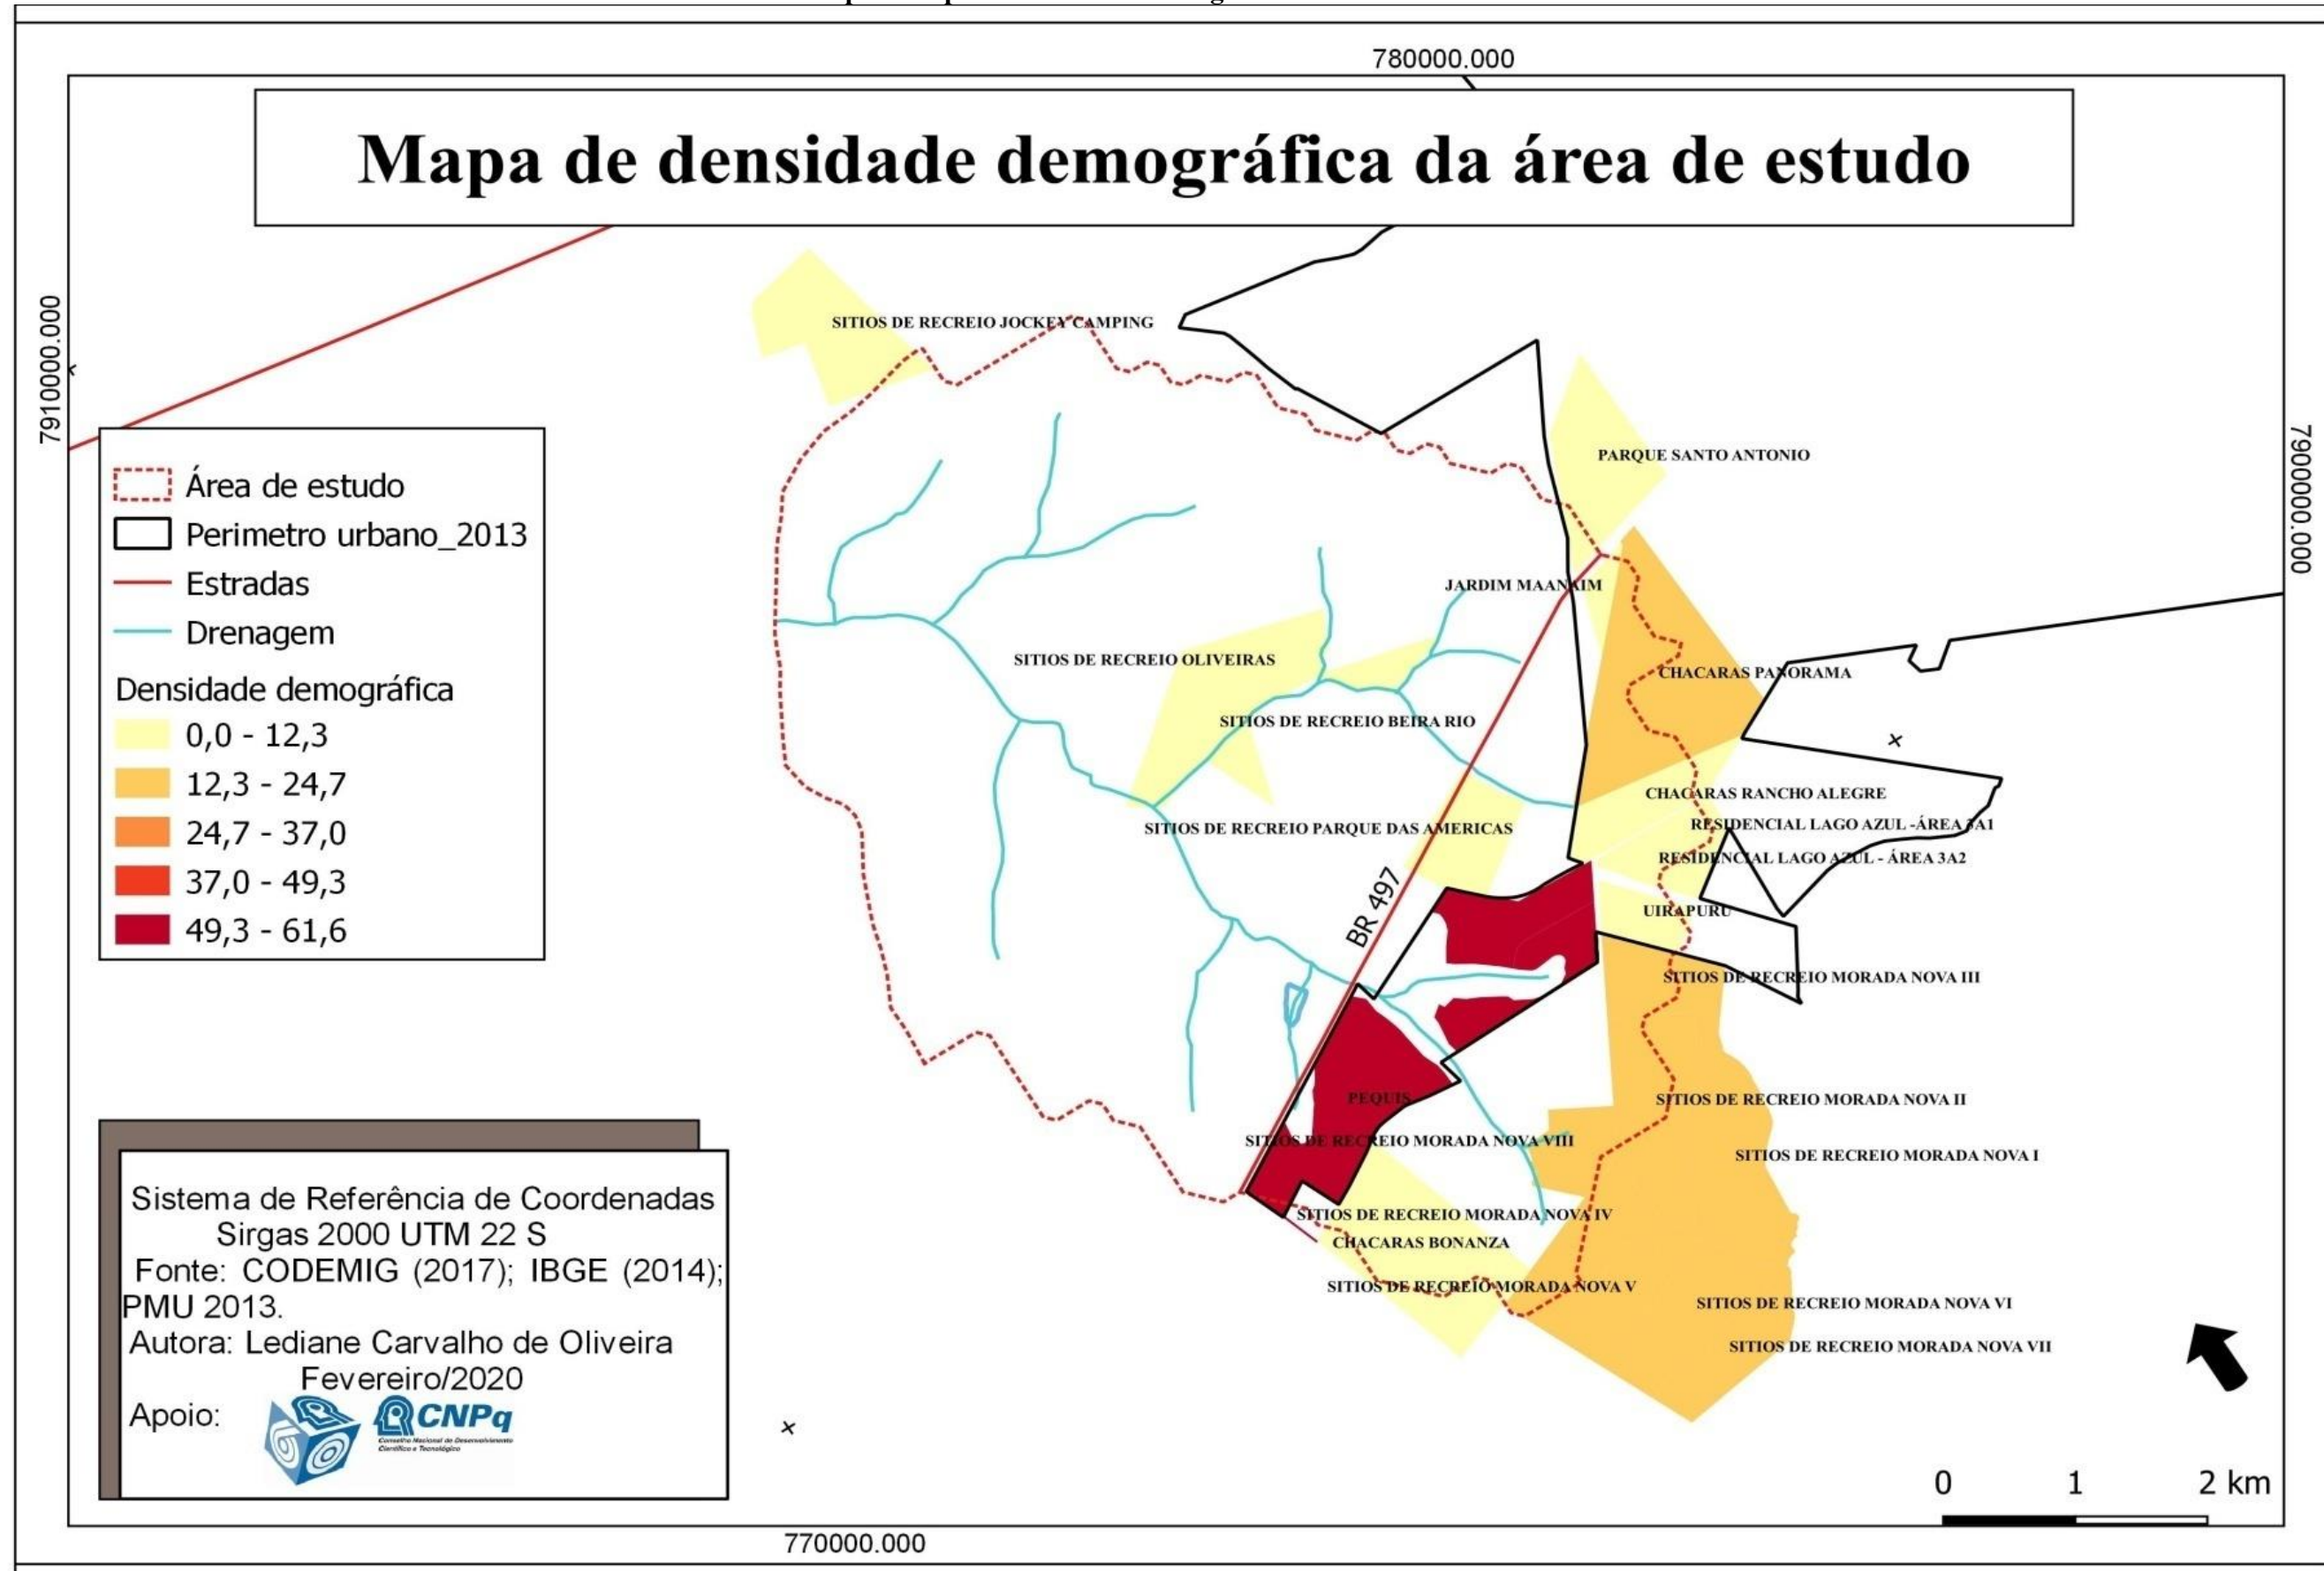 780000.000
Mapa de densidade demográfica da área de estudo
7910000.000
7900000.000
SITIOS DE RECREIO JOCKEY CAMPING
PARQUE SANTO ANTONIO
JARDIM MAANAIM
SITIOS DE RECREIO OLIVEIRAS
CHACARAS PANORAMA
SITIOS DE RECREIO BEIRA RIO
CHACARAS RANCHO ALEGRE
RESIDENCIAL LAGO AZUL -ÁREA 3A1
SITIOS DE RECREIO PARQUE DAS AMERICAS
RESIDENCIAL LAGO AZUL - ÁREA 3A2
BR 497
UIRAPURU
SITIOS DE RECREIO MORADA NOVA III
PEQUIS
SITIOS DE RECREIO MORADA NOVA II
SITIOS DE RECREIO MORADA NOVA VIII
SITIOS DE RECREIO MORADA NOVA I
SITIOS DE RECREIO MORADA NOVA IV
CHACARAS BONANZA
SITIOS DE RECREIO MORADA NOVA V
SITIOS DE RECREIO MORADA NOVA VI
SITIOS DE RECREIO MORADA NOVA VII
Área de estudo
Perimetro urbano_2013
Estradas
Drenagem
Densidade demográfica
0,0 - 12,3
12,3 - 24,7
24,7 - 37,0
37,0 - 49,3
49,3 - 61,6
Sistema de Referência de Coordenadas
Sirgas 2000 UTM 22 S
Fonte: CODEMIG (2017); IBGE (2014);
PMU 2013.
Autora: Lediane Carvalho de Oliveira
Fevereiro/2020
Apoio:
CNPq
Conselho Nacional de Desenvolvimento
Científico e Tecnológico
0 1 2 km
770000.000